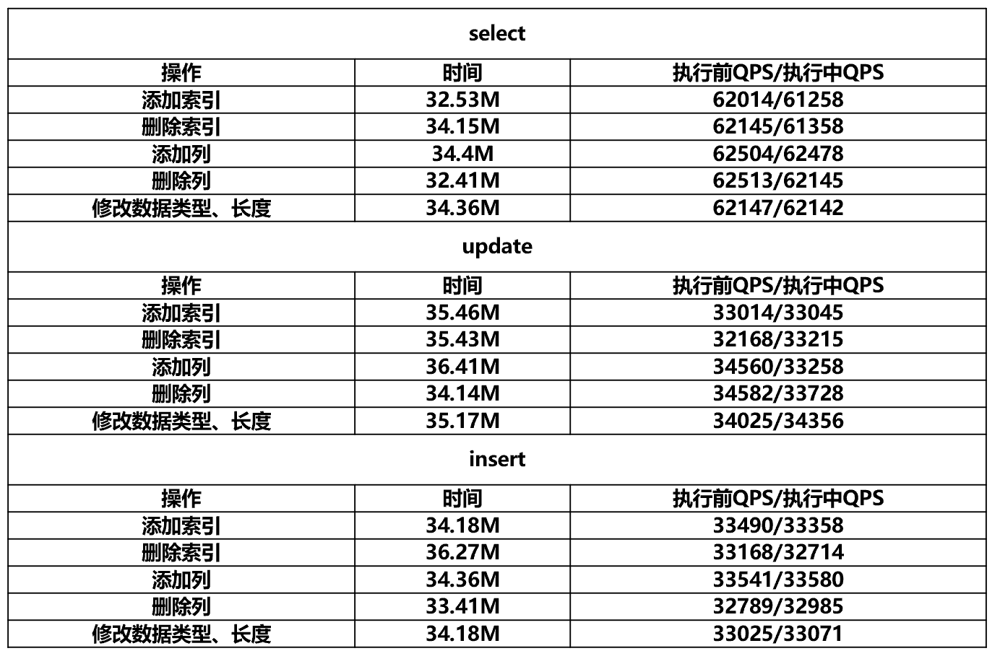 select
操作 时间 执行前QPS/执行中QPS
添加索引 32.53M 62014/61258
删除索引 34.15M 62145/61358
添加列 34.4M 62504/62478
删除列 32.41M 62513/62145
修改数据类型、长度 34.36M 62147/62142
update
操作 时间 执行前QPS/执行中QPS
添加索引 35.46M 33014/33045
删除索引 35.43M 32168/33215
添加列 36.41M 34560/33258
删除列 34.14M 34582/33728
修改数据类型、长度 35.17M 34025/34356
insert
操作 时间 执行前QPS/执行中QPS
添加索引 34.18M 33490/33358
删除索引 36.27M 33168/32714
添加列 34.36M 33541/33580
删除列 33.41M 32789/32985
修改数据类型、长度 34.18M 33025/33071